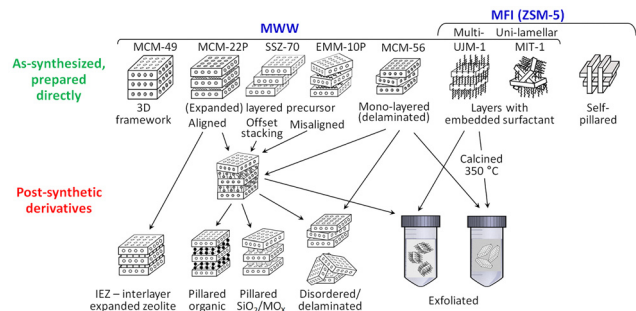 MWW
MFI (ZSM-5)
Multi-
Uni-lamellar
MCM-49
MCM-22P
SSZ-70
EMM-10P
MCM-56
UJM-1
MIT-1
As-synthesized,
prepared
directly
3D
framework
(Expanded) layered precursor
Aligned
Offset
stacking
Misaligned
Mono-layered
(delaminated)
Layers with
embedded surfactant
Self-
pillared
Calcined
350 °C
Post-synthetic
derivatives
IEZ – interlayer
expanded zeolite
Pillared
organic
Pillared
SiO2/MOx
Disordered/
delaminated
Exfoliated